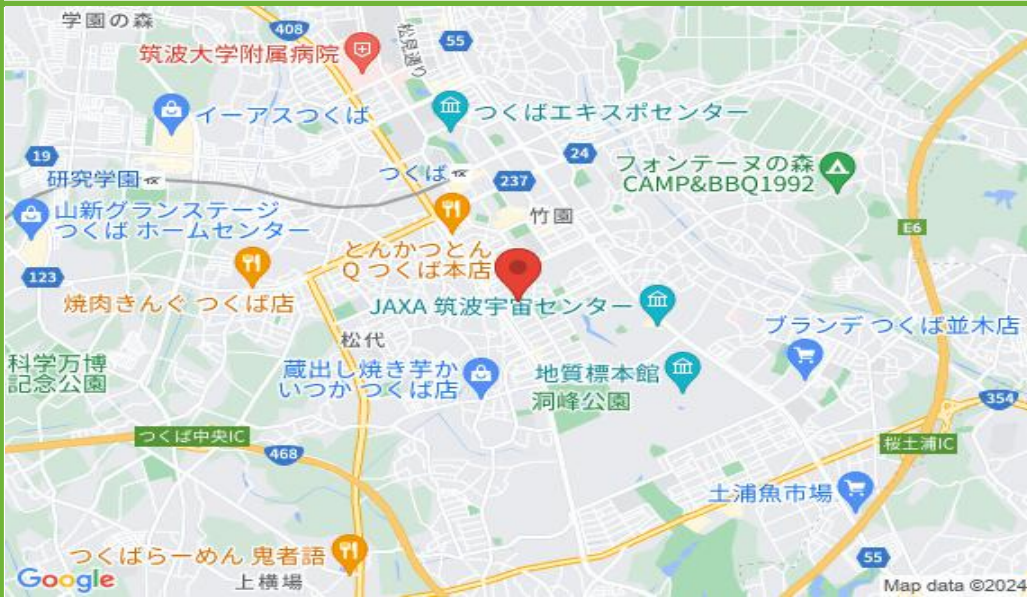 学園の森
408
松見通り
55
筑波大学附属病院
イーアスつくば
つくばエキスポセンター
19
研究学園
つくば
24
237
フォンテーヌの森
CAMP&BBQ1992
山新グランステージ
つくば ホームセンター
竹園
E6
とんかつとん
Q つくば本店
123
焼肉きんぐ つくば店
JAXA 筑波宇宙センター
松代
ブランデ つくば並木店
科学万博
記念公園
蔵出し焼き芋か
いつか つくば店
地質標本館
洞峰公園
354
つくば中央IC
468
桜土浦IC
土浦魚市場
つくばらーめん 鬼者語
55
Google
上横場
Map data ©2024